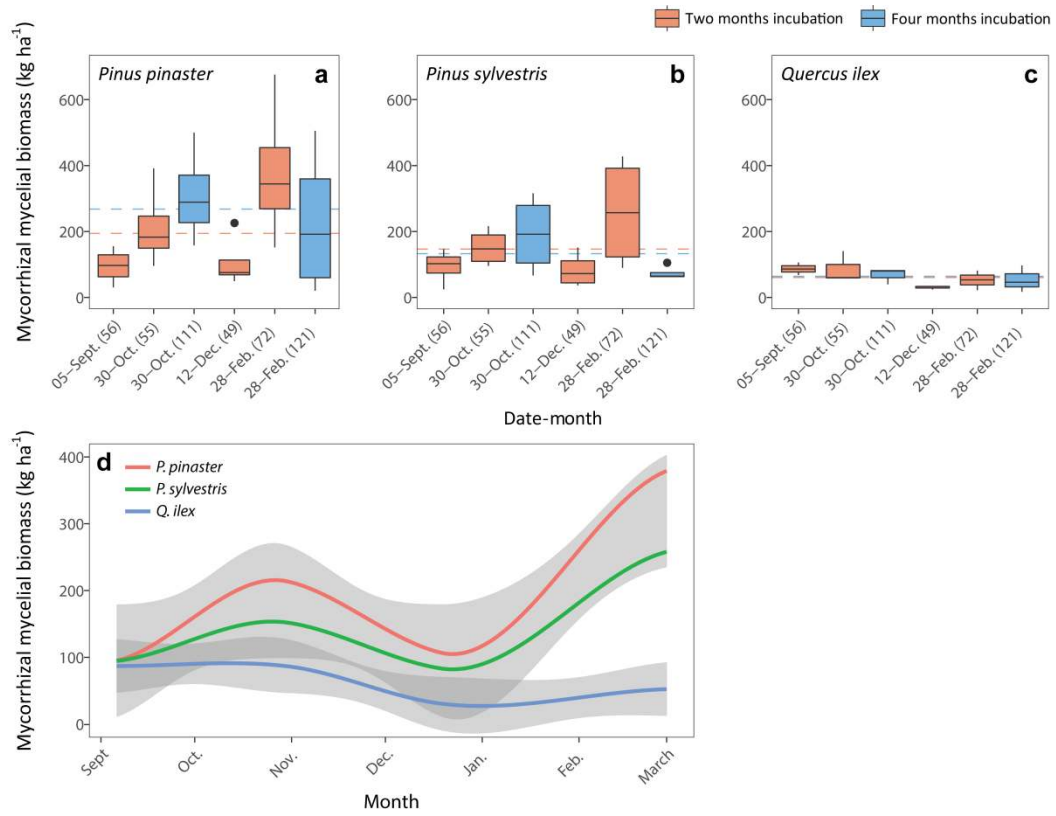 Two months incubation
Four months incubation
Mycorrhizal mycelial biomass (kg ha⁻¹)
Pinus pinaster
a
600
400
200
0
05–Sept. (56)
30–Oct. (55)
30–Oct. (111)
12–Dec. (49)
28–Feb. (72)
28–Feb. (121)
Pinus sylvestris
b
600
400
200
0
05–Sept. (56)
30–Oct. (55)
30–Oct. (111)
12–Dec. (49)
28–Feb. (72)
28–Feb. (121)
Quercus ilex
c
600
400
200
0
05–Sept. (56)
30–Oct. (55)
30–Oct. (111)
12–Dec. (49)
28–Feb. (72)
28–Feb. (121)
Date-month
Mycorrhizal mycelial biomass (kg ha⁻¹)
d
P. pinaster
P. sylvestris
Q. ilex
400
300
200
100
0
Sept
Oct.
Nov.
Dec.
Jan.
Feb.
March
Month